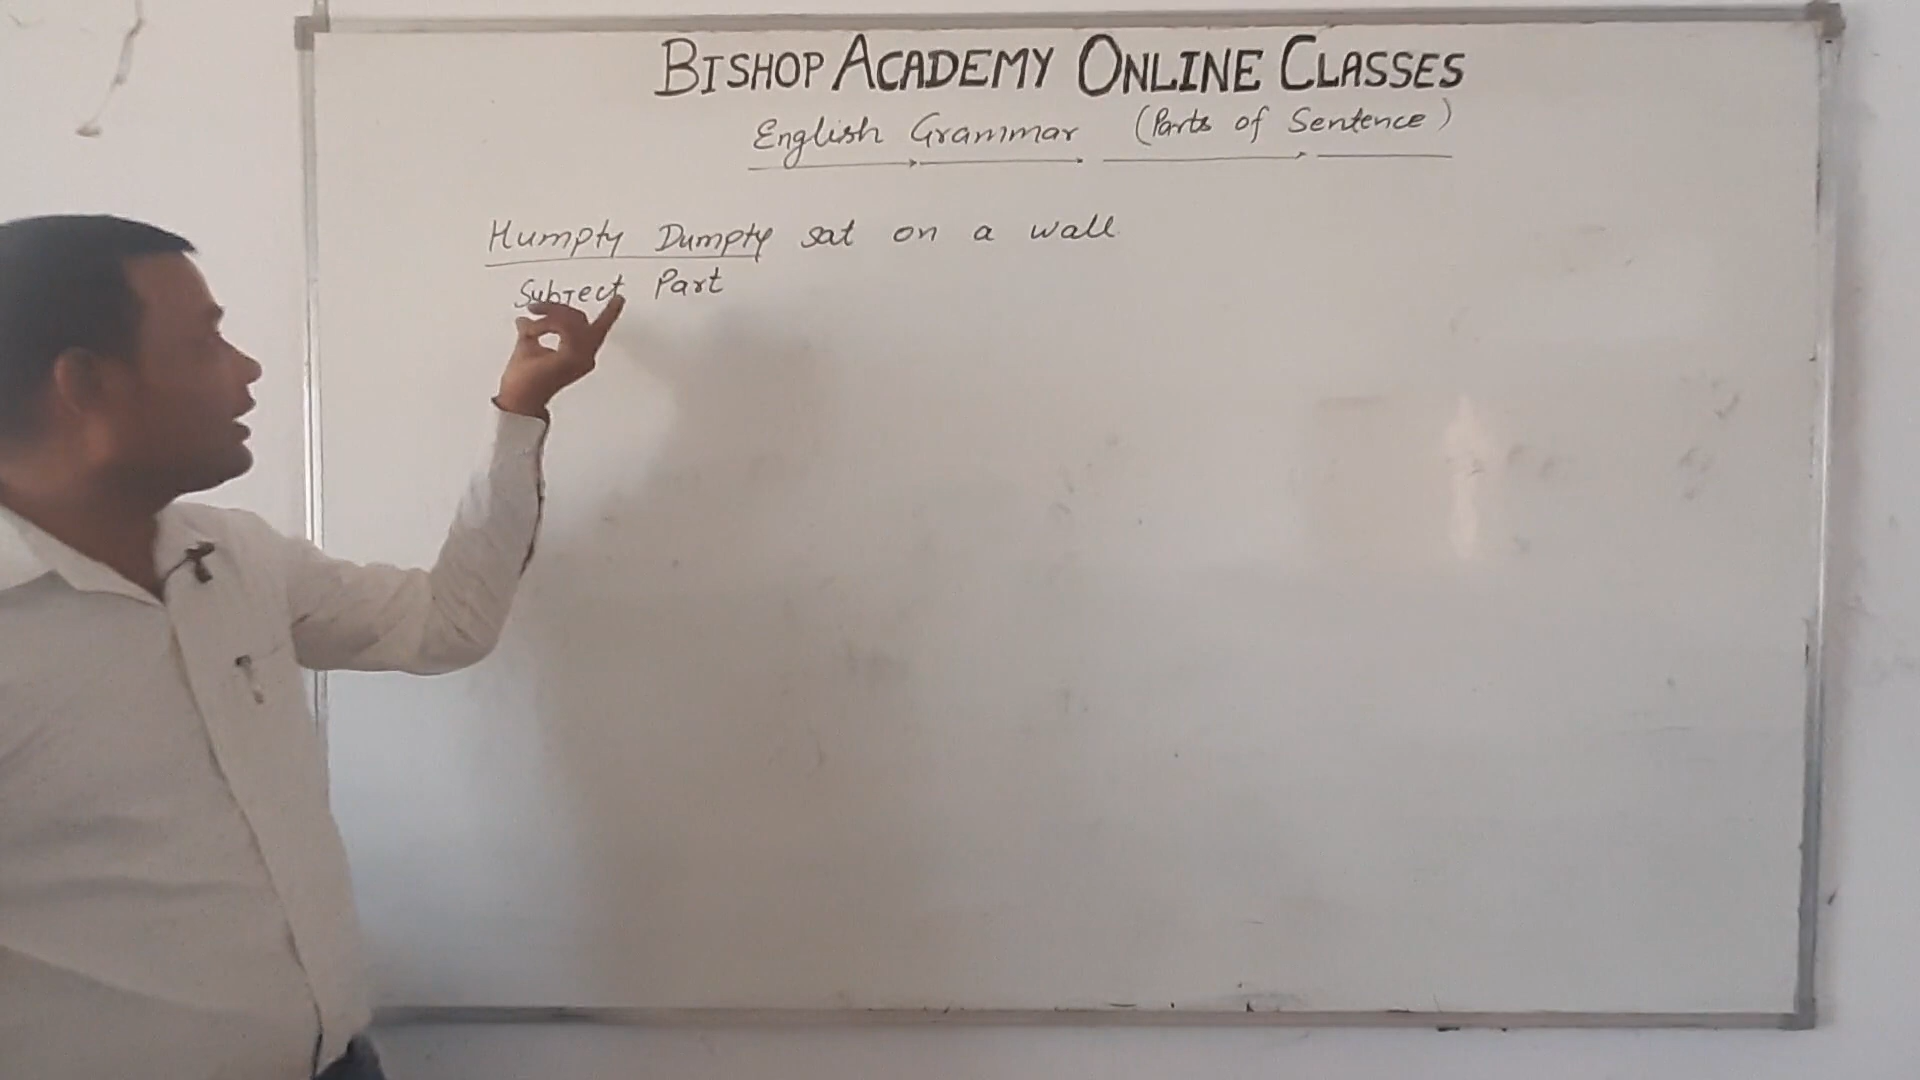 BISHOP ACADEMY ONLINE CLASSES
English Grammar (Parts of Sentence)
Humpty Dumpty sat on a wall
Subject Part